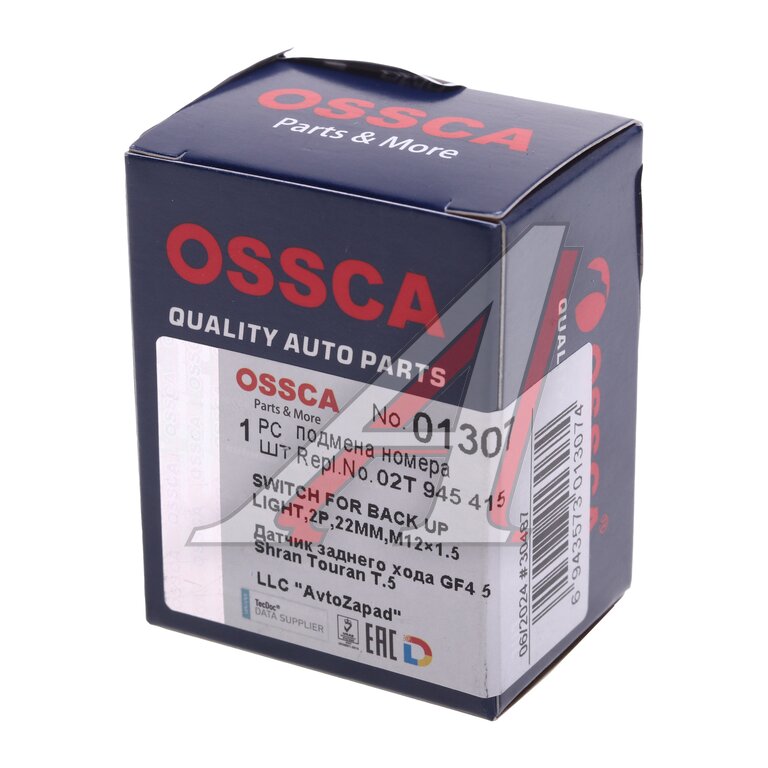 OSSCA
Parts & More
OSSCA
QUALITY AUTO PARTS
OSSCA
Parts & More
No. 01307
1 PC подмена номера
ШТ Repl.No. 02T 945 415
SWITCH FOR BACK UP
LIGHT,2P,22MM,M12×1.5
Датчик заднего хода GF4 5
Shran Touran T.5
LLC "AvtoZapad"
TecDoc®
DATA SUPPLIER
EAC
06/2024 # 30487
6 943573 013074
OSSCA®
QUAL